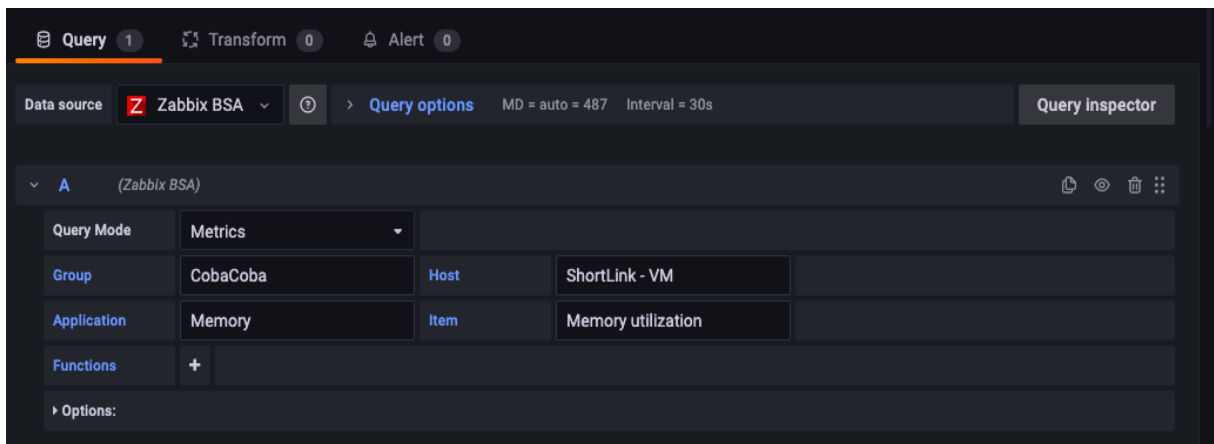 Query 1 Transform 0 Alert 0
Data source Z Zabbix BSA > Query options MD = auto = 487 Interval = 30s Query inspector
A (Zabbix BSA)
Query Mode Metrics
Group CobaCoba Host ShortLink - VM
Application Memory Item Memory utilization
Functions +
Options: